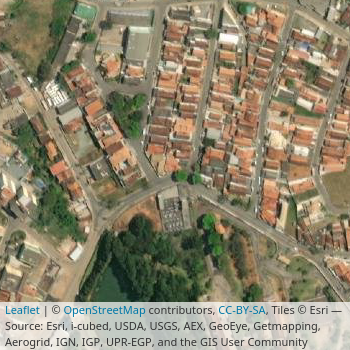 Leaflet | © OpenStreetMap contributors, CC-BY-SA, Tiles © Esri —
Source: Esri, i-cubed, USDA, USGS, AEX, GeoEye, Getmapping,
Aerogrid, IGN, IGP, UPR-EGP, and the GIS User Community